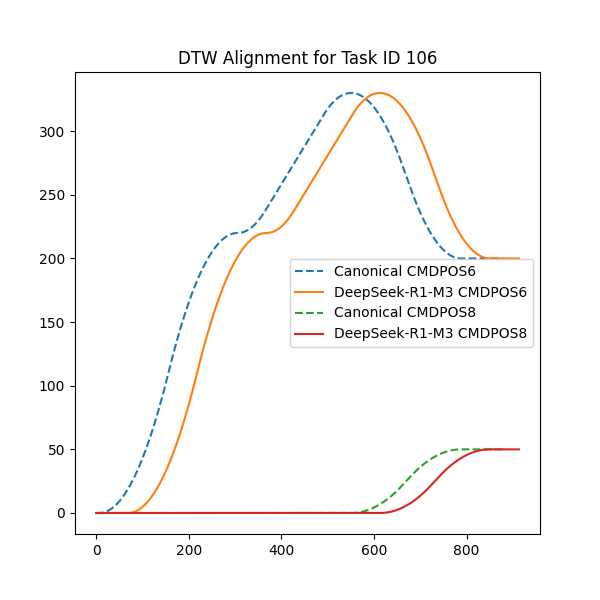 DTW Alignment for Task ID 106
300
250
200
150
100
50
0
Canonical CMDPOS6
DeepSeek-R1-M3 CMDPOS6
Canonical CMDPOS8
DeepSeek-R1-M3 CMDPOS8
0 200 400 600 800